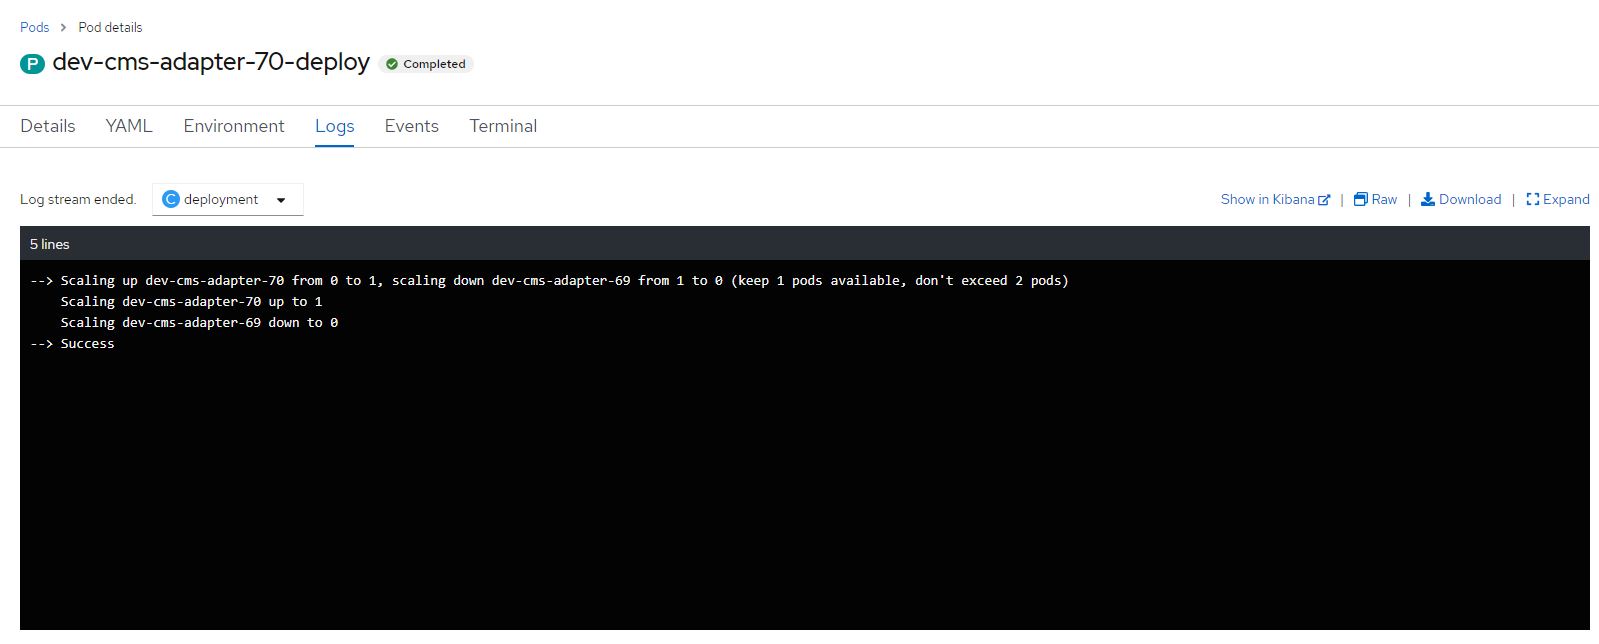 Pods > Pod details
P dev-cms-adapter-70-deploy Completed
Details YAML Environment Logs Events Terminal
Log stream ended. C deployment Show in Kibana | Raw | Download | Expand
5 lines
--> Scaling up dev-cms-adapter-70 from 0 to 1, scaling down dev-cms-adapter-69 from 1 to 0 (keep 1 pods available, don't exceed 2 pods)
    Scaling dev-cms-adapter-70 up to 1
    Scaling dev-cms-adapter-69 down to 0
--> Success